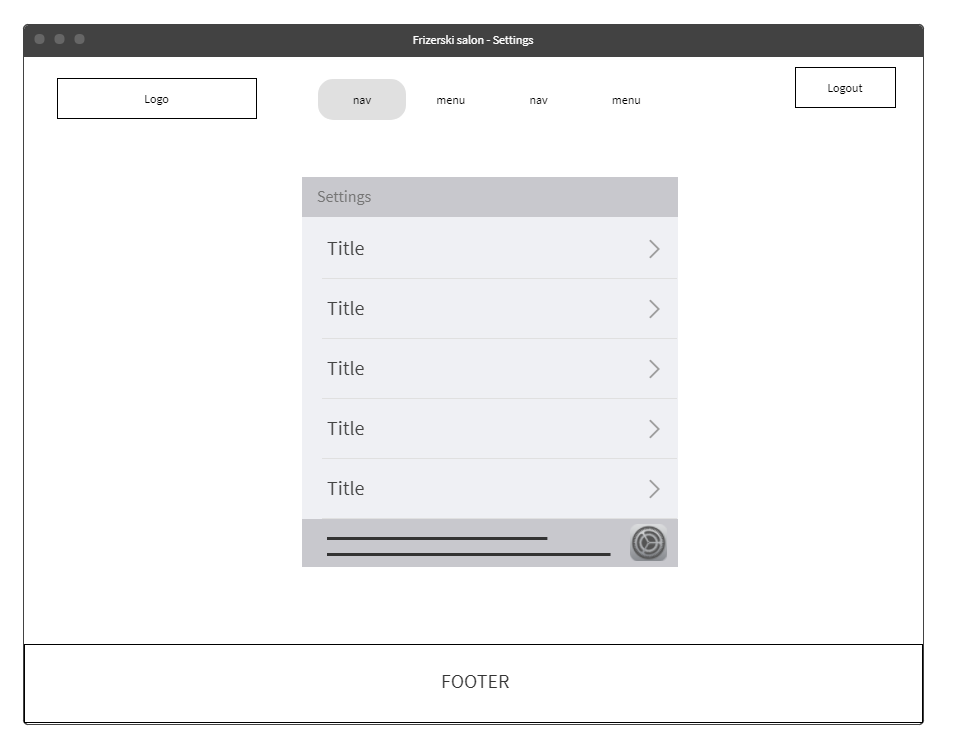 Frizerski salon - Settings
Logo
nav
menu
nav
menu
Logout
Settings
Title
Title
Title
Title
Title
FOOTER